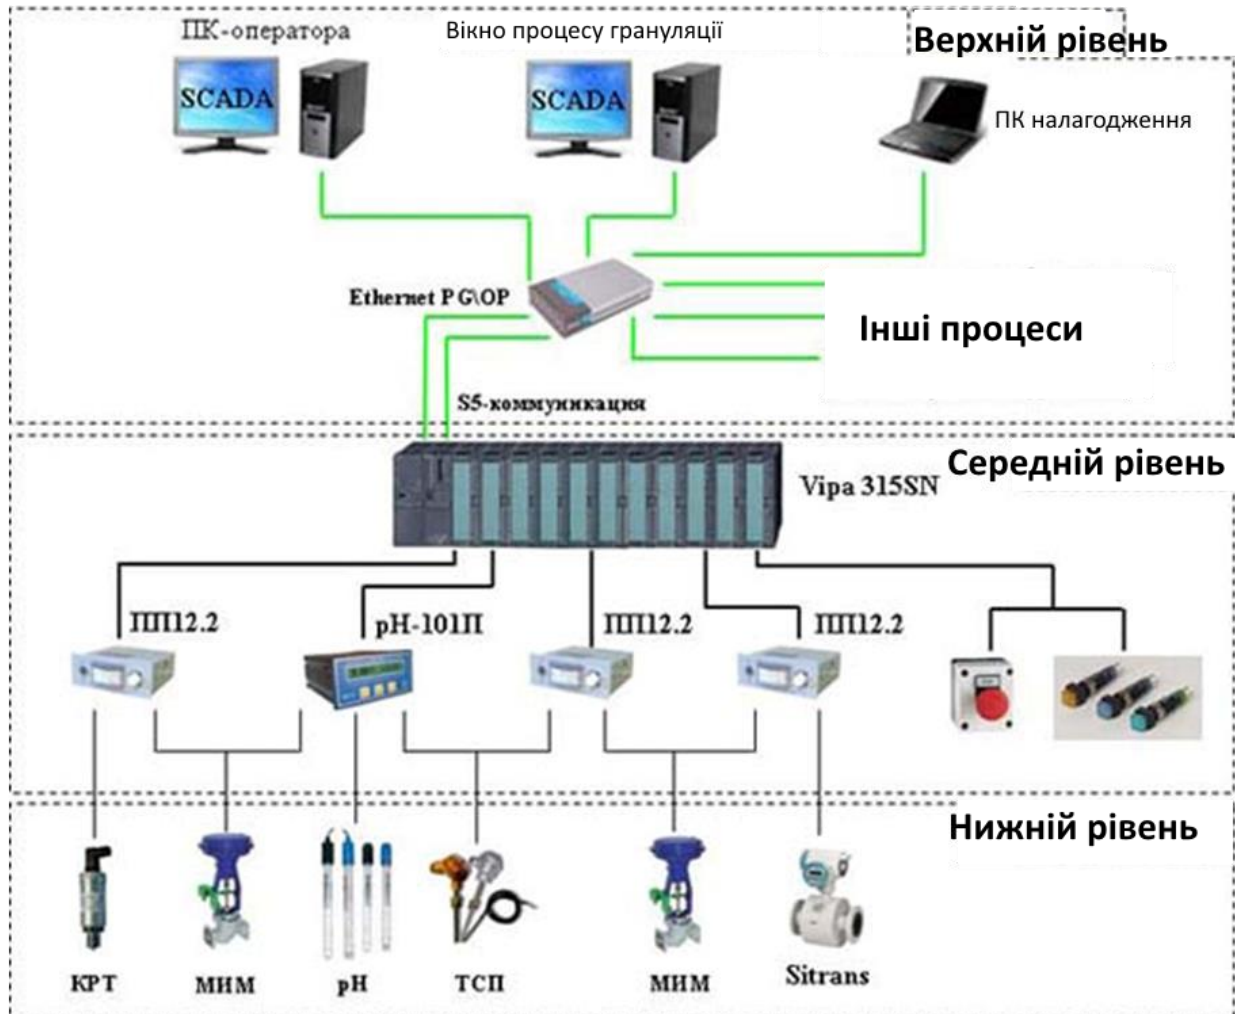 ПК-оператора
Вікно процесу грануляції
Верхній рівень
SCADA
SCADA
ПК налагодження
Ethernet PG\OP
Інші процеси
S5-коммуникация
Середній рівень
Vipa 315SN
ПП12.2
pH-101П
ПП12.2
ПП12.2
Нижній рівень
КРТ
МИМ
pH
ТСП
МИМ
Sitrans